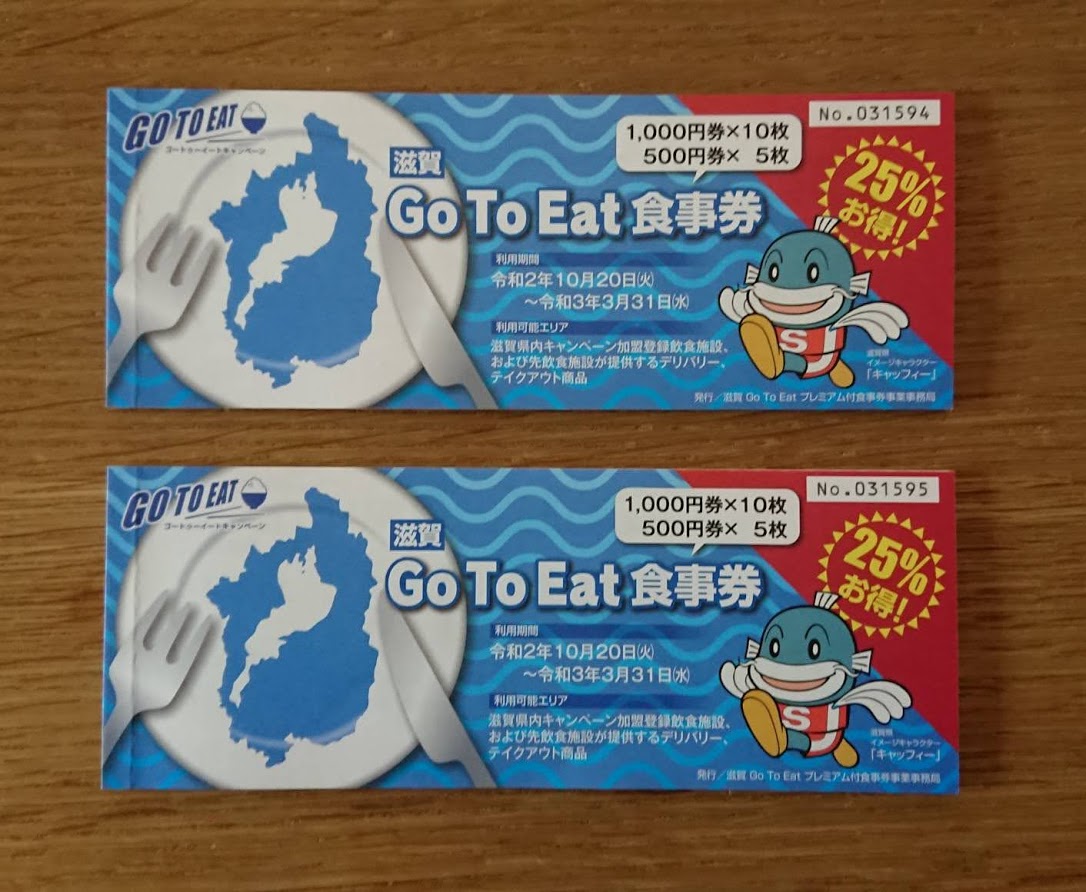 GO TO EAT
ゴートゥーイートキャンペーン
No.031594
1,000円券×10枚
500円券× 5枚
25%
お得!
滋賀
Go To Eat 食事券
利用期間
令和2年10月20日㈫
～令和3年3月31日㈬
利用可能エリア
滋賀県内キャンペーン加盟登録飲食施設、
および先飲食施設が提供するデリバリー、
テイクアウト商品
SJ
滋賀県
イメージキャラクター
「キャッフィー」
発行／滋賀 Go To Eat プレミアム付食事券事業事務局
GO TO EAT
ゴートゥーイートキャンペーン
No.031595
1,000円券×10枚
500円券× 5枚
25%
お得!
滋賀
Go To Eat 食事券
利用期間
令和2年10月20日㈫
～令和3年3月31日㈬
利用可能エリア
滋賀県内キャンペーン加盟登録飲食施設、
および先飲食施設が提供するデリバリー、
テイクアウト商品
SJ
滋賀県
イメージキャラクター
「キャッフィー」
発行／滋賀 Go To Eat プレミアム付食事券事業事務局